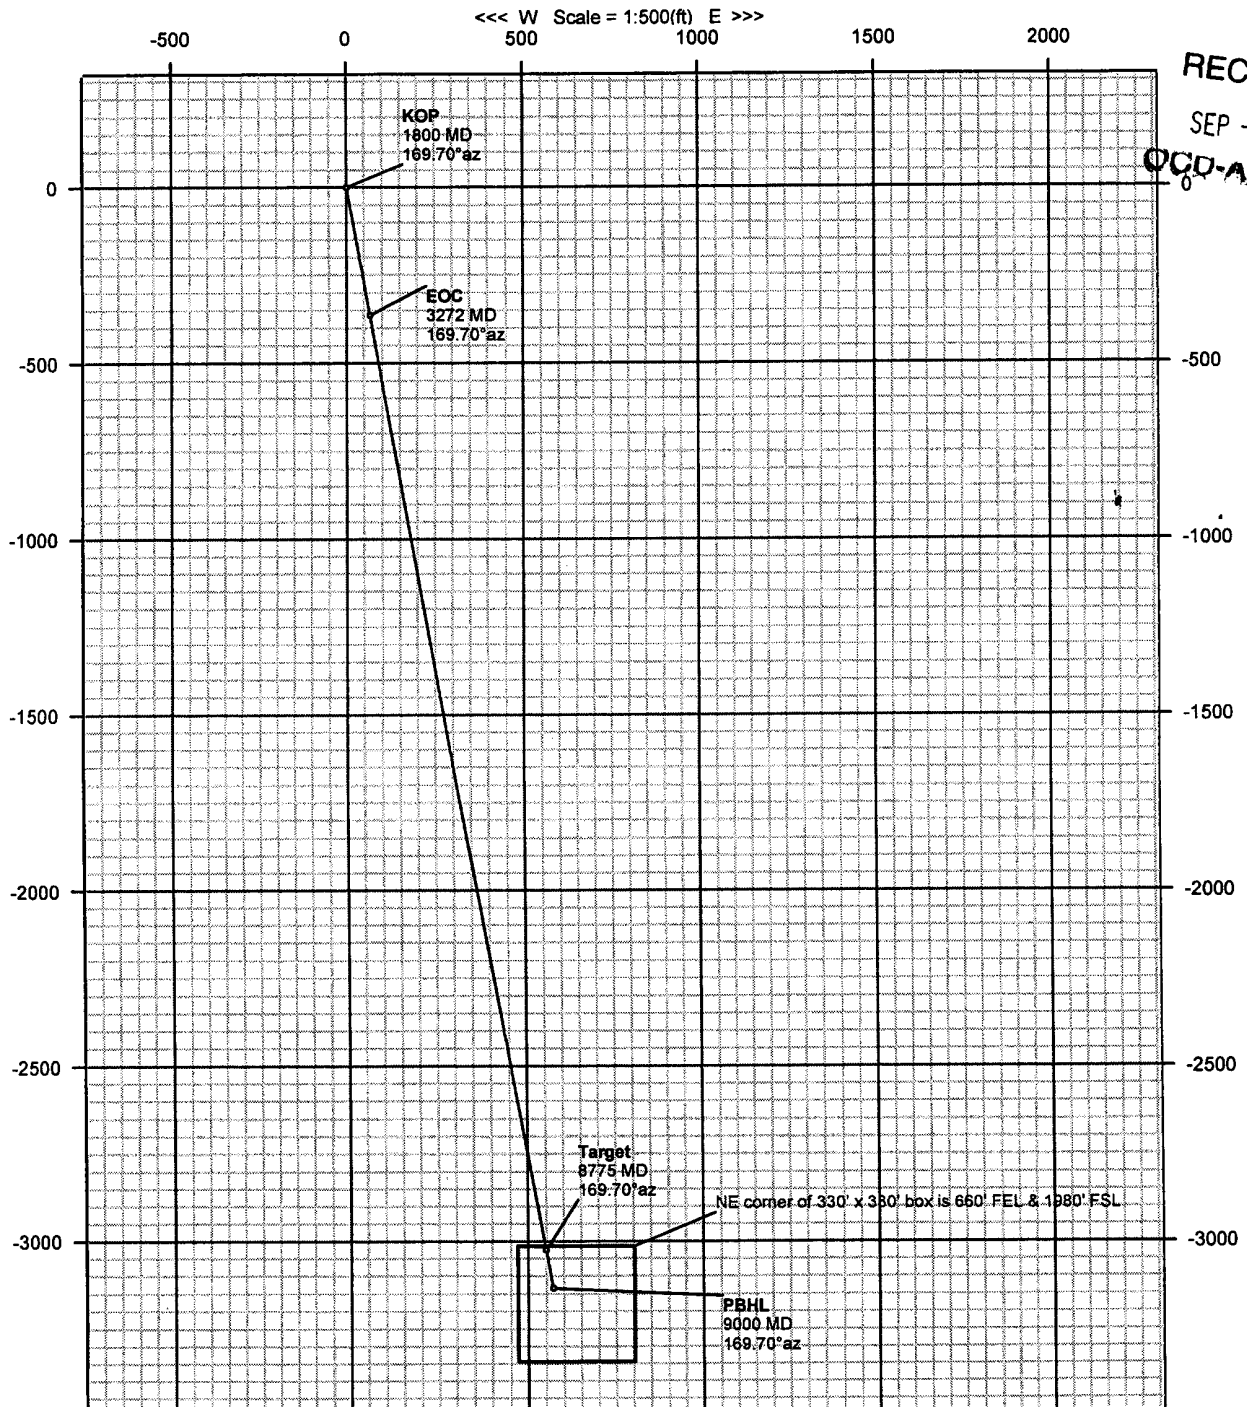 <<< W Scale = 1:500(ft) E >>>
-500 0 500 1000 1500 2000
REC
SEP -
OCD-A
KOP
1800 MD
169.70°az
0 0
EOC
3272 MD
169.70°az
-500 -500
-1000 -1000
-1500 -1500
-2000 -2000
-2500 -2500
Target
8775 MD
169.70°az
NE corner of 330' x 330' box is 660' FEL & 1980' FSL
-3000 -3000
PBHL
9000 MD
169.70°az